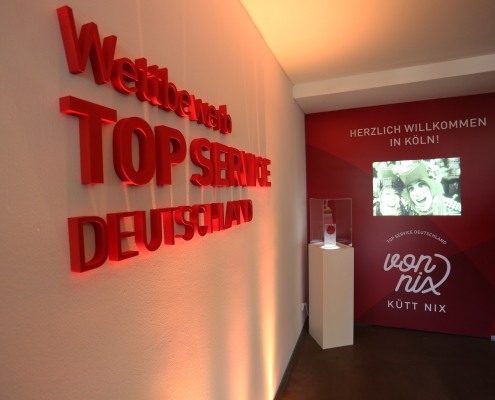 Wettbewerb
TOP SERVICE
DEUTSCHLAND
HERZLICH WILLKOMMEN
IN KÖLN!
TOP SERVICE DEUTSCHLAND
von
nix
KÜTT NIX